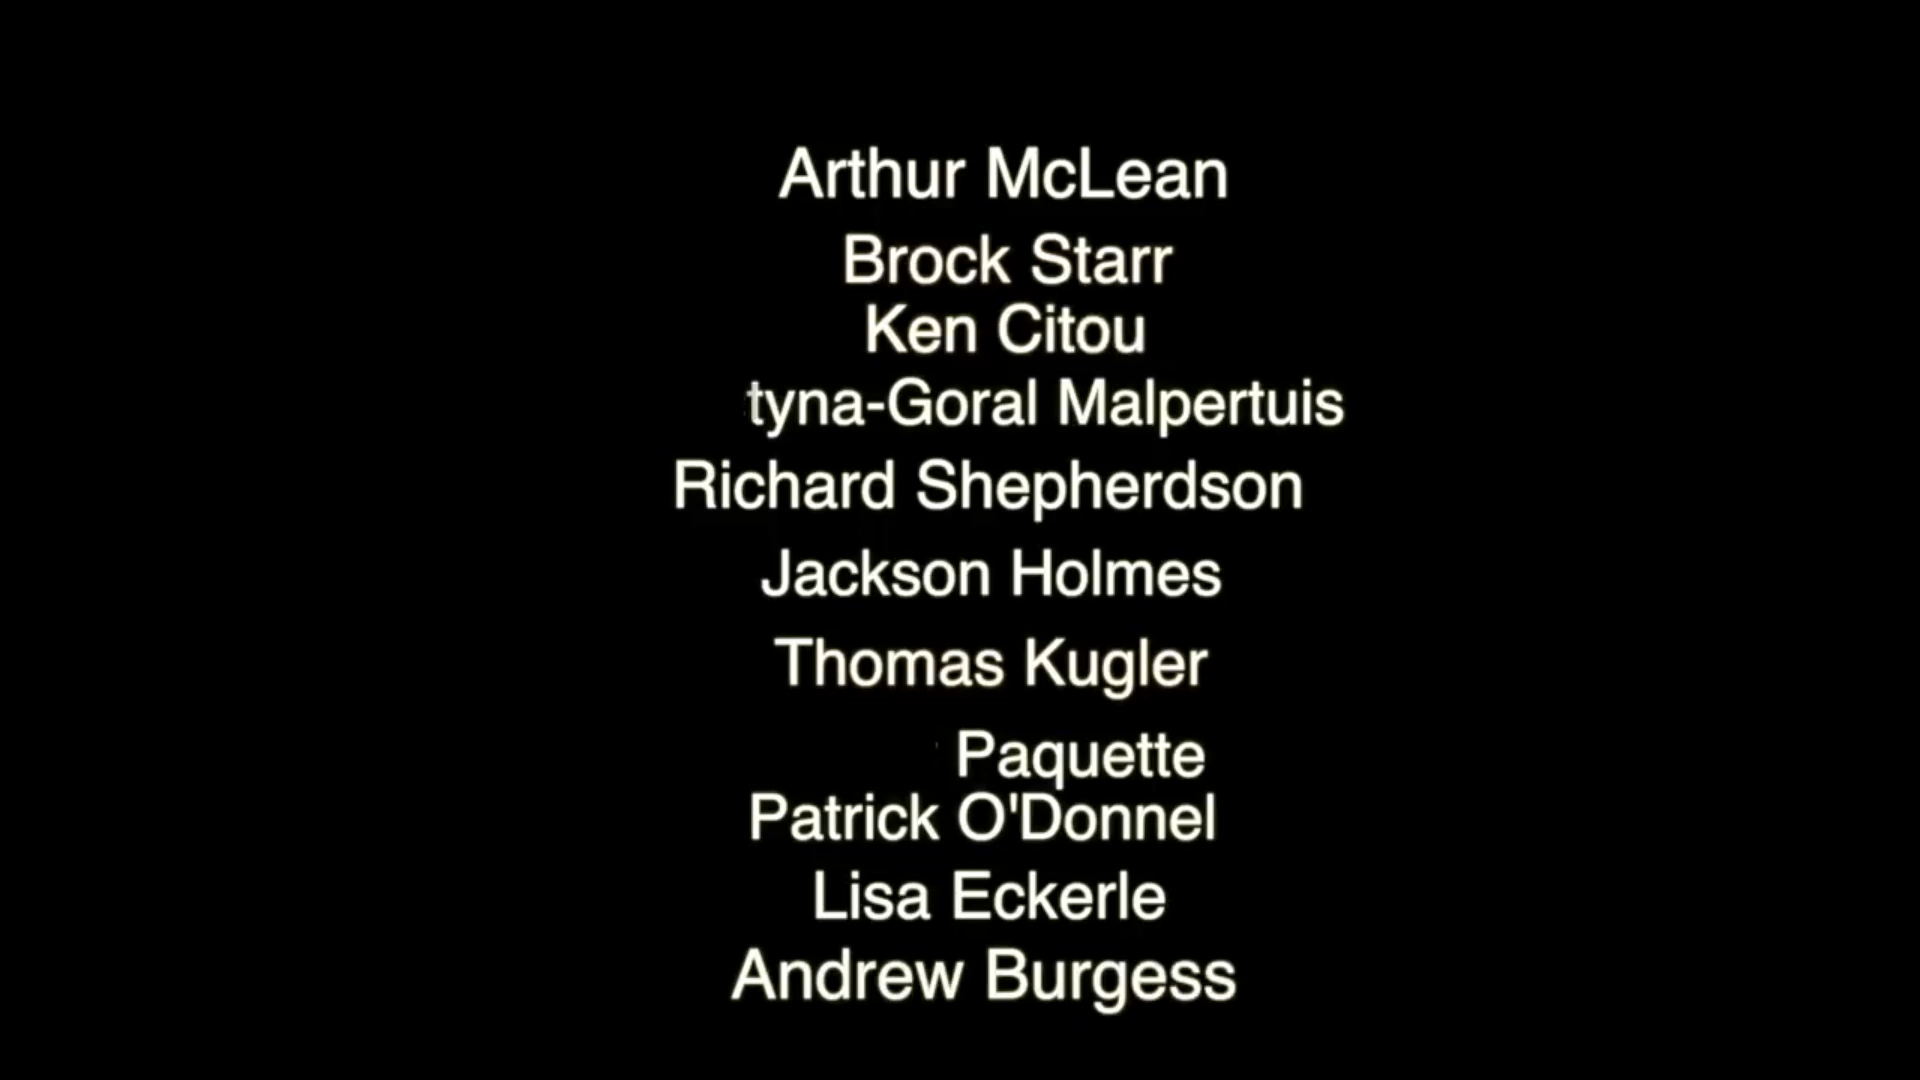 Arthur McLean
Brock Starr
Ken Citou
tyna-Goral Malpertuis
Richard Shepherdson
Jackson Holmes
Thomas Kugler
Paquette
Patrick O'Donnel
Lisa Eckerle
Andrew Burgess